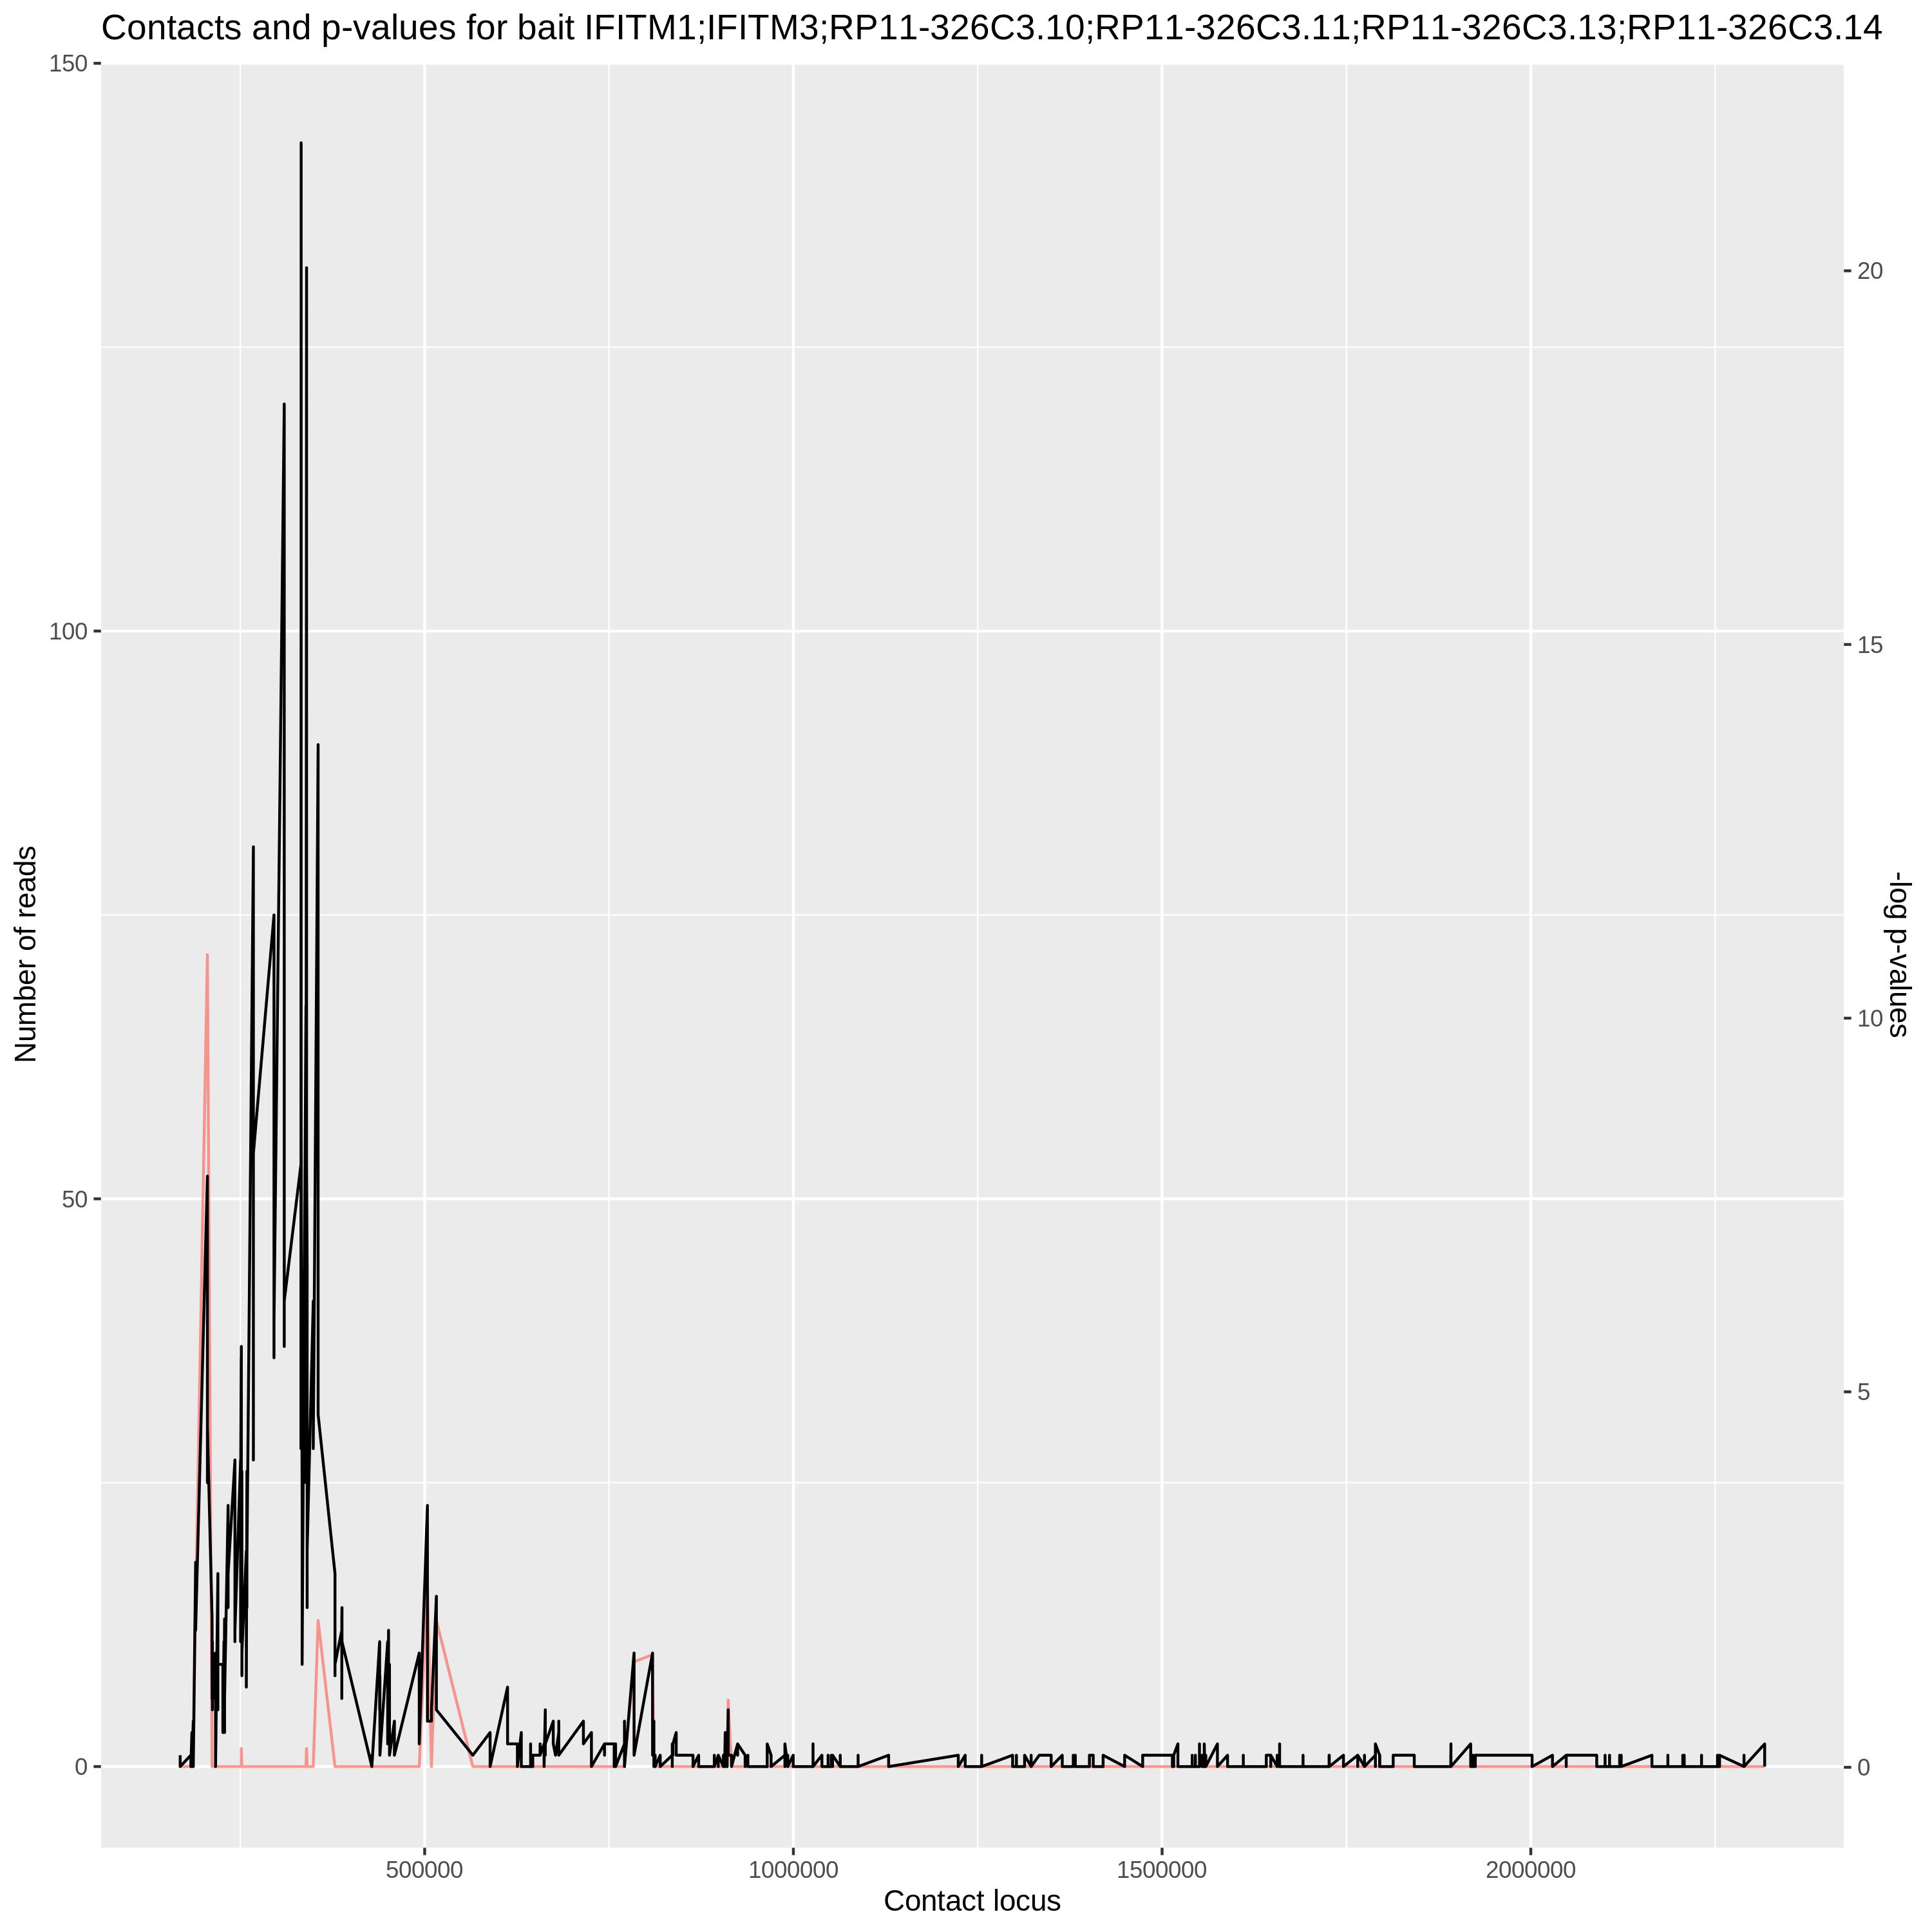 Contacts and p-values for bait IFITM1;IFITM3;RP11-326C3.10;RP11-326C3.11;RP11-326C3.13;RP11-326C3.14
150
100
50
0
Number of reads
20
15
10
5
0
-log p-values
500000 1000000 1500000 2000000
Contact locus